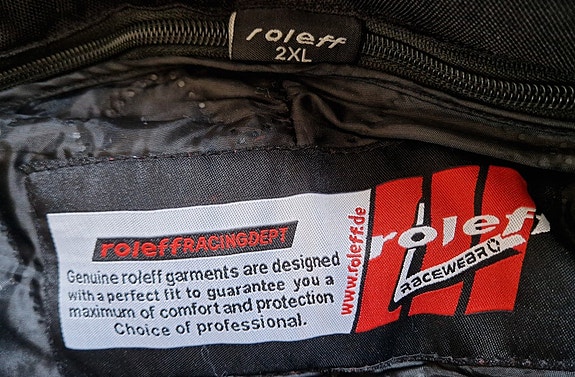 roleff
2XL
roleffRACINGDEPT
Genuine roleff garments are designed
with a perfect fit to guarantee you a
maximum of comfort and protection
Choice of professional.
www.roleff.de
roleff
RACEWEAR